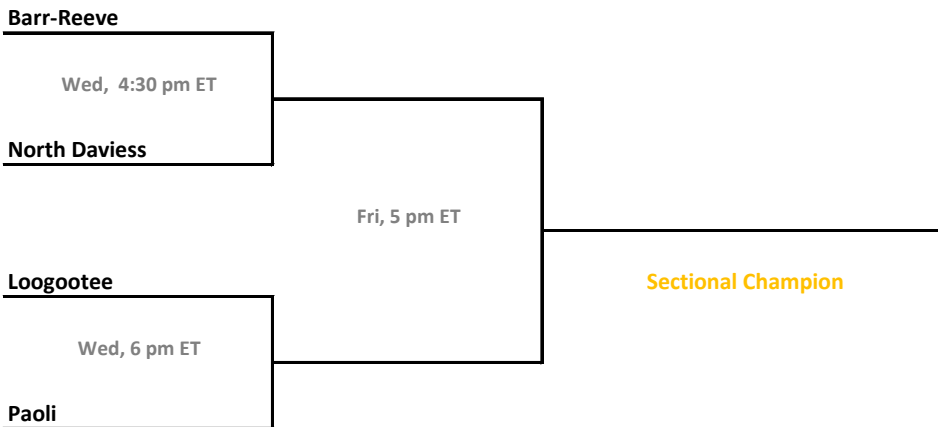 Barr-Reeve
Wed,  4:30 pm ET
North Daviess
Fri, 5 pm ET
Loogootee
Sectional Champion
Wed, 6 pm ET
Paoli